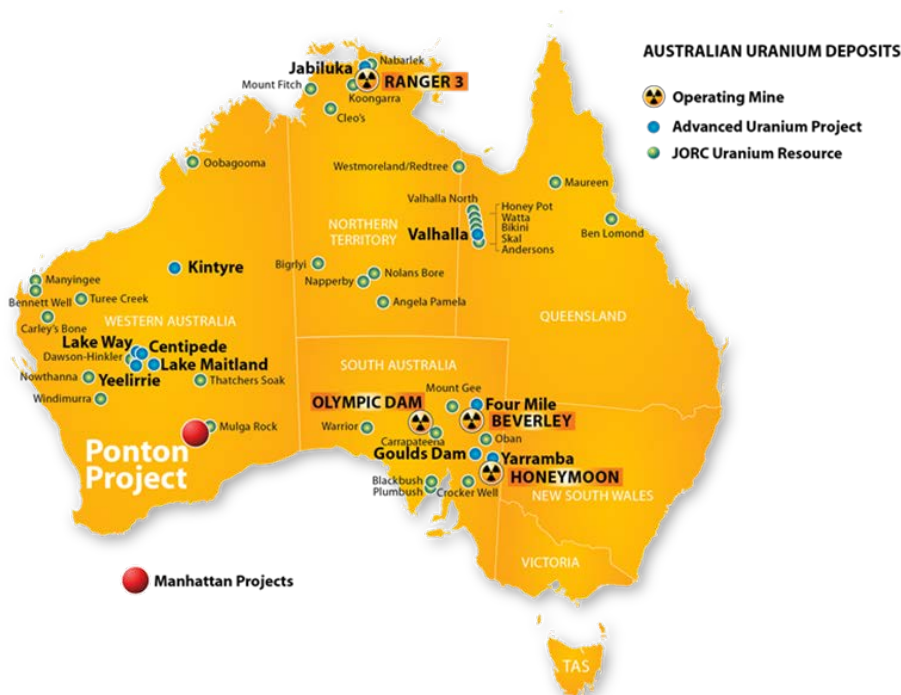 AUSTRALIAN URANIUM DEPOSITS
Operating Mine
Advanced Uranium Project
JORC Uranium Resource
Nabarlek
Jabiluka
RANGER 3
Mount Fitch
Koongarra
Cleo's
Oobagooma
Westmoreland/Redtree
Maureen
Valhalla North
Honey Pot
Watta
Bikini
Skal
Andersons
Valhalla
Ben Lomond
NORTHERN
TERRITORY
Kintyre
Bigrlyi
Nolans Bore
Napperby
Angela Pamela
Manyingee
Bennett Well
Turee Creek
Carley's Bone
WESTERN AUSTRALIA
QUEENSLAND
Lake Way
Centipede
Dawson-Hinkler
Lake Maitland
Nowthanna
Yeelirrie
Thatchers Soak
Windimurra
SOUTH AUSTRALIA
Mount Gee
OLYMPIC DAM
Four Mile
BEVERLEY
Warrior
Carrapateena
Oban
Mulga Rock
Ponton
Project
Goulds Dam
Yarramba
HONEYMOON
Blackbush
Plumbush
Crocker Well
NEW SOUTH WALES
VICTORIA
Manhattan Projects
TAS